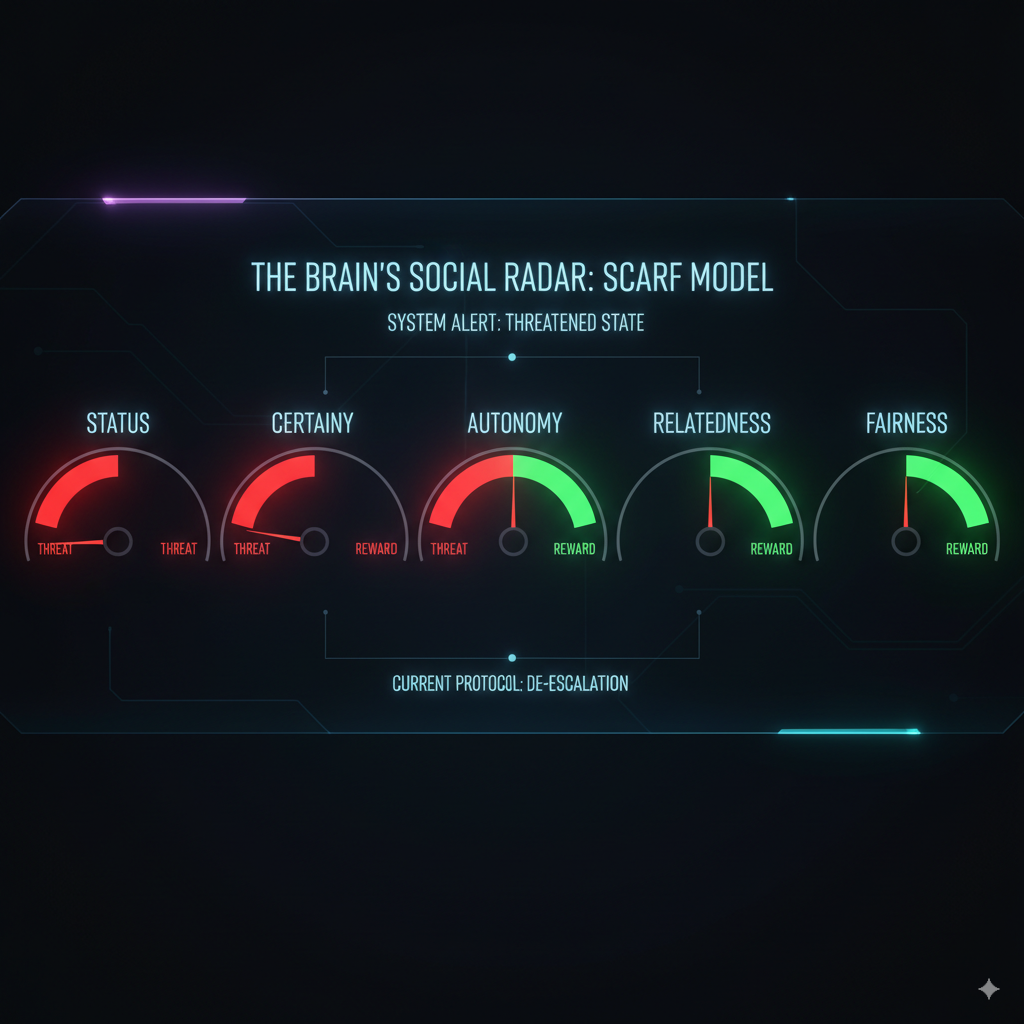 THE BRAIN'S SOCIAL RADAR: SCARF MODEL
SYSTEM ALERT: THREATENED STATE
STATUS
CERTAINY
AUTONOMY
RELATEDNESS
FAIRNESS
THREAT
THREAT
THREAT
REWARD
THREAT
REWARD
REWARD
REWARD
CURRENT PROTOCOL: DE-ESCALATION